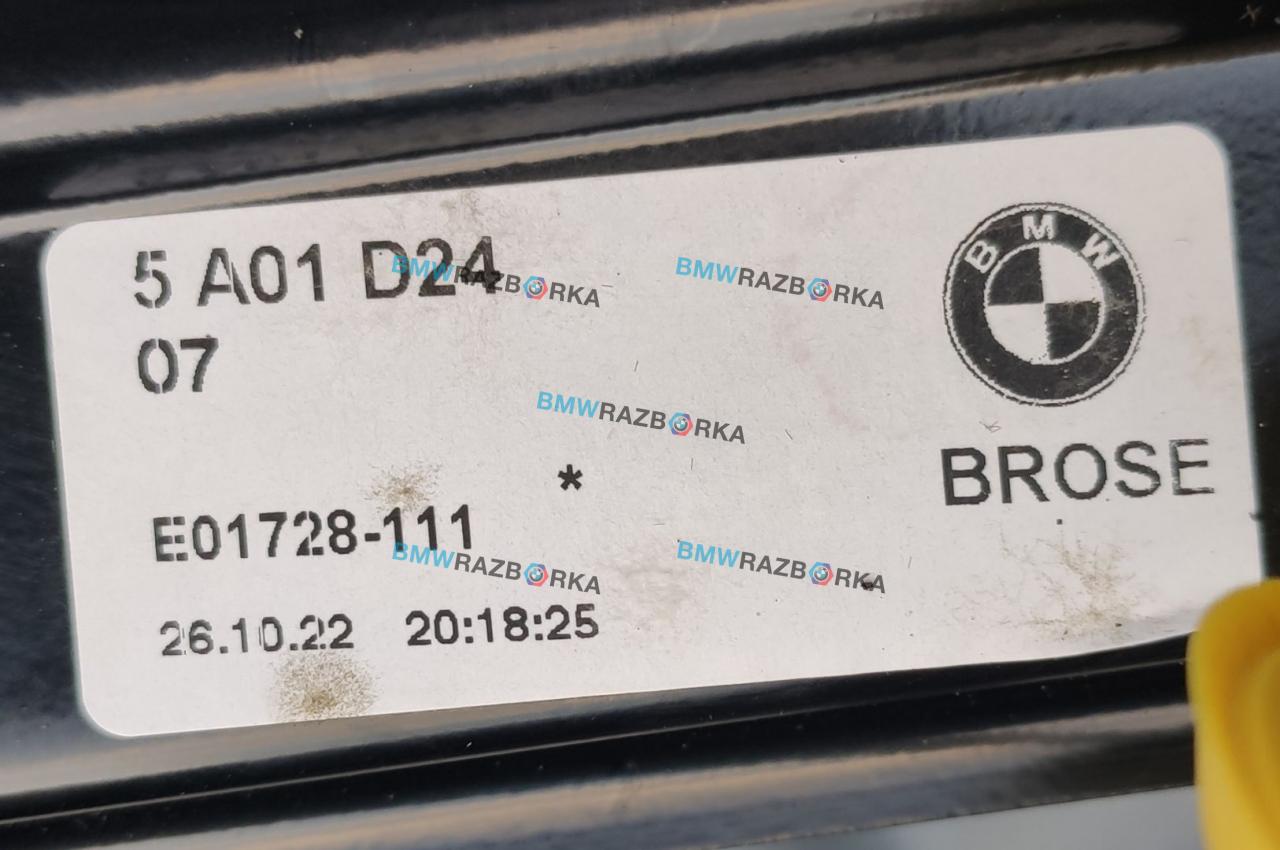 BMW
5 A01 D24
BMWRAZBORKA
BMWRAZBORKA
07
BMWRAZBORKA
BROSE
*
E01728-111
BMWRAZBORKA
BMWRAZBORKA
26.10.22 20:18:25